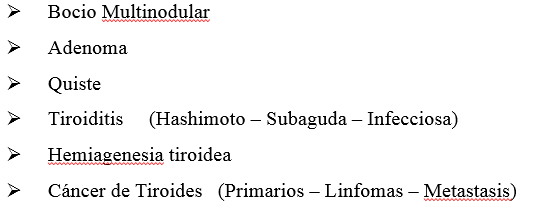 ➢ Bocio Multinodular
➢ Adenoma
➢ Quiste
➢ Tiroiditis (Hashimoto – Subaguda – Infecciosa)
➢ Hemiagenesia tiroidea
➢ Cáncer de Tiroides (Primarios – Linfomas – Metastasis)